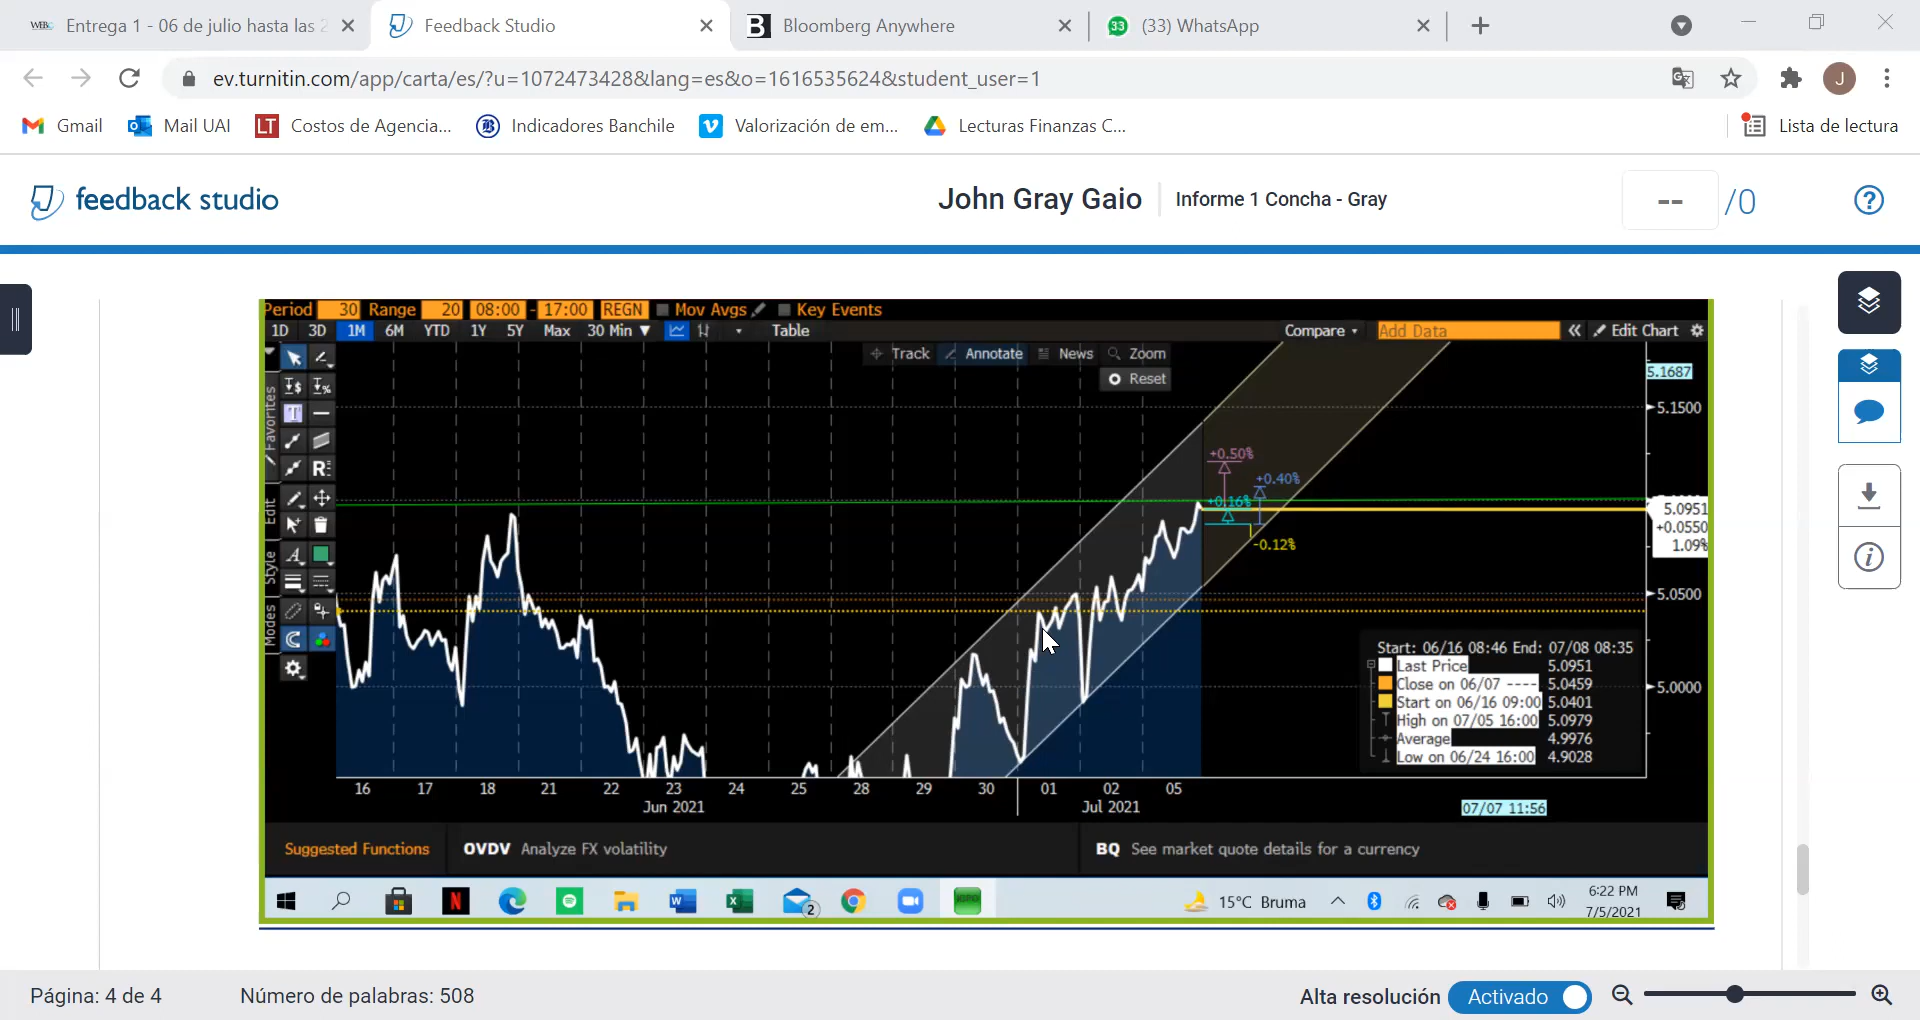 WEBC Entrega 1 - 06 de julio hasta las 2
Feedback Studio
B Bloomberg Anywhere
33 (33) WhatsApp
ev.turnitin.com/app/carta/es/?u=1072473428&lang=es&o=1616535624&student_user=1
J
Gmail
Mail UAI
LT Costos de Agencia...
Indicadores Banchile
Valorización de em...
Lecturas Finanzas C...
Lista de lectura
feedback studio
John Gray Gaio
Informe 1 Concha - Gray
-- /0
?
Period 30 Range 20 08:00 - 17:00 REGN Mov Avgs Key Events
1D 3D 1M 6M YTD 1Y 5Y Max 30 Min ▼ Table Compare Add Data « Edit Chart
Track Annotate News Zoom
Reset
Favorites
Edit
Style
Modes
5.1687
5.1500
+0.50%
+0.40%
+0.16%
-0.12%
5.0951
+0.0550
1.09%
5.0500
5.0000
Start: 06/16 08:46 End: 07/08 08:35
Last Price 5.0951
Close on 06/07 ---- 5.0459
Start on 06/16 09:00 5.0401
High on 07/05 16:00 5.0979
Average 4.9976
Low on 06/24 16:00 4.9028
16 17 18 21 22 23 24 25 28 29 30 01 02 05
Jun 2021 Jul 2021
07/07 11:56
Suggested Functions OVDV Analyze FX volatility BQ See market quote details for a currency
2
15°C Bruma
6:22 PM
7/5/2021
Página: 4 de 4
Número de palabras: 508
Alta resolución Activado